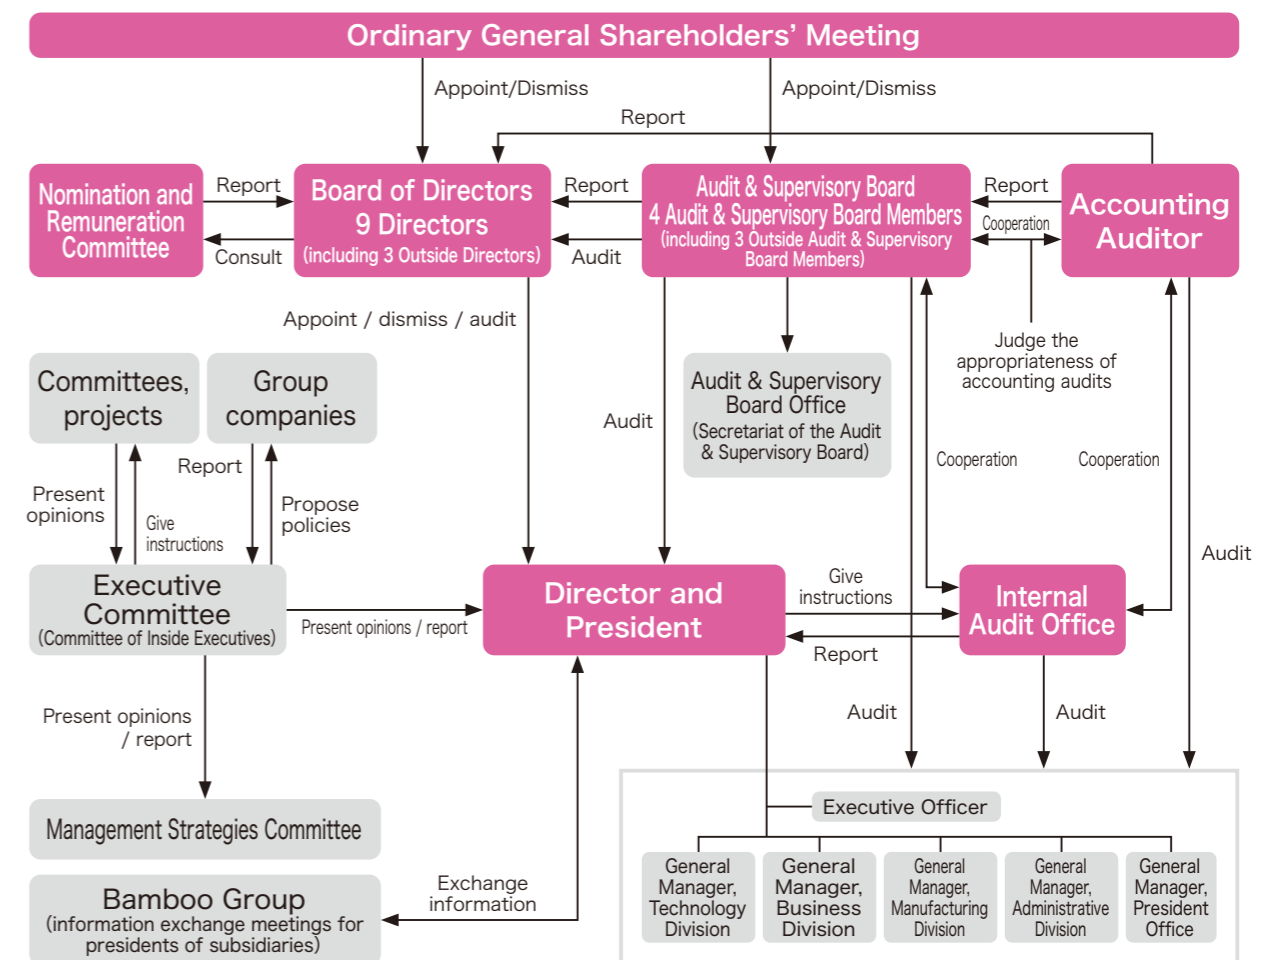 Ordinary General Shareholders’ Meeting
Appoint/Dismiss
Appoint/Dismiss
Report
Nomination and
Remuneration
Committee
Report
Consult
Board of Directors
9 Directors
(including 3 Outside Directors)
Report
Audit
Audit & Supervisory Board
4 Audit & Supervisory Board Members
(including 3 Outside Audit & Supervisory
Board Members)
Report
Cooperation
Accounting
Auditor
Appoint / dismiss / audit
Judge the
appropriateness of
accounting audits
Committees,
projects
Group
companies
Audit & Supervisory
Board Office
(Secretariat of the Audit
& Supervisory Board)
Audit
Report
Cooperation
Cooperation
Present
opinions
Give
instructions
Propose
policies
Audit
Executive
Committee
(Committee of Inside Executives)
Present opinions / report
Director and
President
Give
instructions
Report
Internal
Audit Office
Present opinions
/ report
Audit
Audit
Management Strategies Committee
Executive Officer
Bamboo Group
(information exchange meetings for
presidents of subsidiaries)
Exchange
information
General
Manager,
Technology
Division
General
Manager,
Business
Division
General
Manager,
Manufacturing
Division
General
Manager,
Administrative
Division
General
Manager,
President
Office